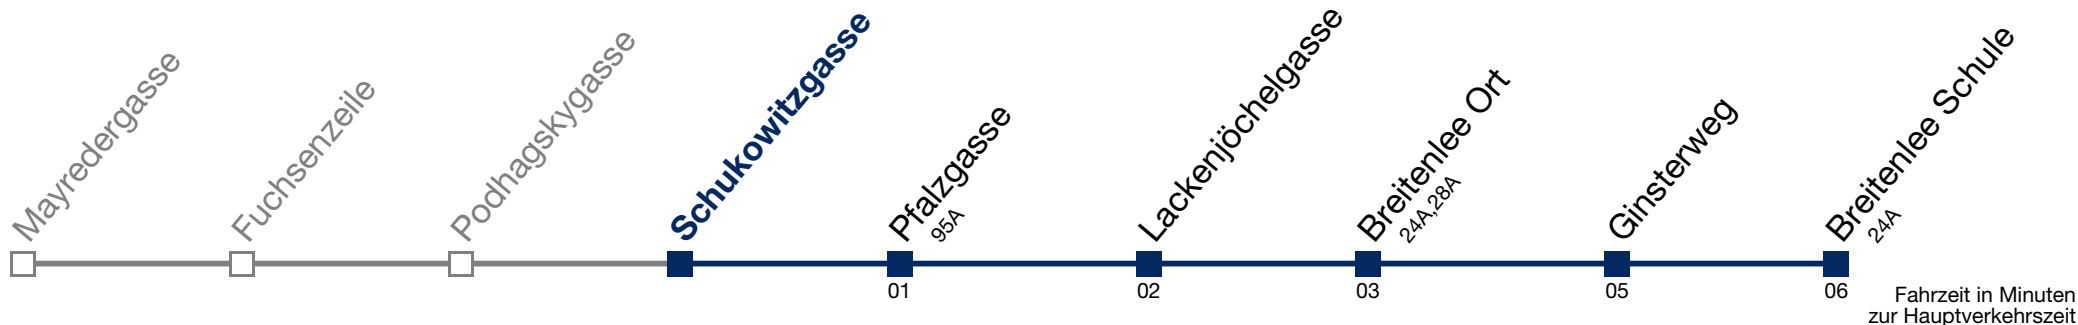 Mayredergasse
Fuchsenzeile
Podhagskygasse
Schukowitzgasse
Pfalzgasse
95A
Lackenjöchelgasse
Breitenlee Ort
24A,28A
Ginsterweg
Breitenlee Schule
24A
01
02
03
05
06
Fahrzeit in Minuten
zur Hauptverkehrszeit